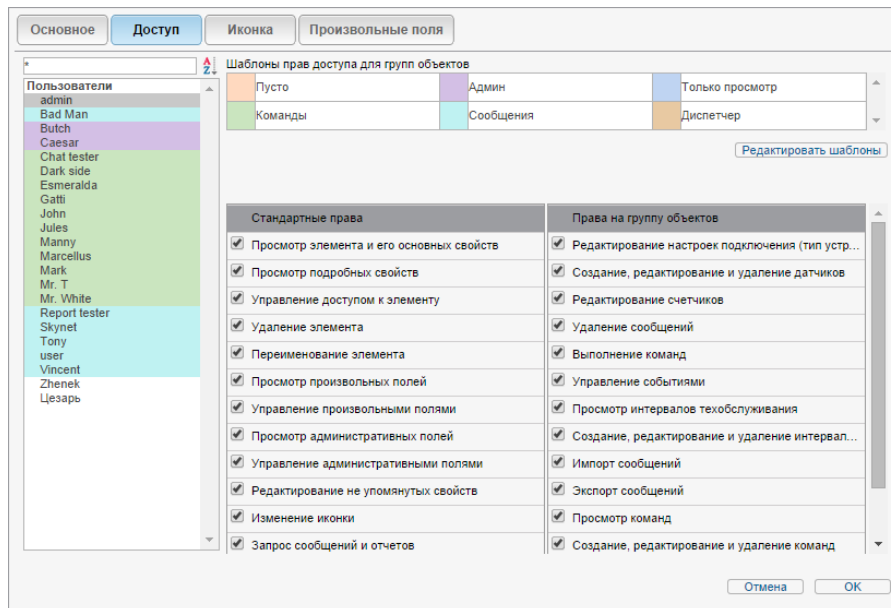 Основное Доступ Иконка Произвольные поля
*
A
Z
Шаблоны прав доступа для групп объектов
Пользователи
admin
Bad Man
Butch
Caesar
Chat tester
Dark side
Esmeralda
Gatti
John
Jules
Manny
Marcellus
Mark
Mr. T
Mr. White
Report tester
Skynet
Tony
user
Vincent
Zhenek
Цезарь
Пусто Админ Только просмотр
Команды Сообщения Диспетчер
Редактировать шаблоны
Стандартные права
Просмотр элемента и его основных свойств
Просмотр подробных свойств
Управление доступом к элементу
Удаление элемента
Переименование элемента
Просмотр произвольных полей
Управление произвольными полями
Просмотр административных полей
Управление административными полями
Редактирование не упомянутых свойств
Изменение иконки
Запрос сообщений и отчетов
Права на группу объектов
Редактирование настроек подключения (тип устр...
Создание, редактирование и удаление датчиков
Редактирование счетчиков
Удаление сообщений
Выполнение команд
Управление событиями
Просмотр интервалов техобслуживания
Создание, редактирование и удаление интервал...
Импорт сообщений
Экспорт сообщений
Просмотр команд
Создание, редактирование и удаление команд
Отмена OK